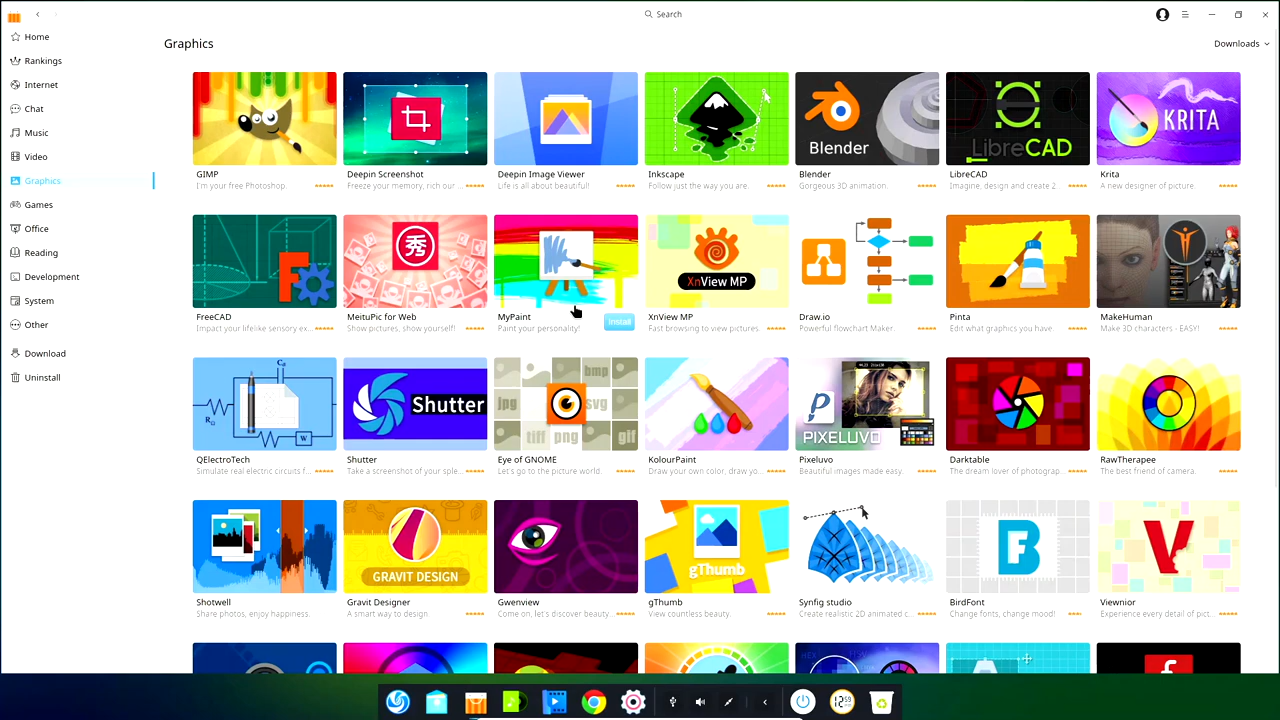 Search
Graphics
Downloads
Home
Rankings
Internet
Chat
Music
Video
Graphics
Games
Office
Reading
Development
System
Other
Download
Uninstall
Blender
LibreCAD
KRITA
GIMP
Deepin Screenshot
Deepin Image Viewer
Inkscape
Blender
LibreCAD
Krita
I'm your free Photoshop.
Freeze your memory, rich our ...
Life is all about beautiful!
Follow just the way you are.
Gorgeous 3D animation.
Imagine, design and create 2...
A new designer of picture.
秀
XnView MP
FreeCAD
MeituPic for Web
MyPaint
XnView MP
Draw.io
Pinta
MakeHuman
Impact your lifelike sensory ex...
Show pictures, show yourself!
Paint your personality!
Install
Fast browsing to view pictures.
Powerful flowchart Maker.
Edit what graphics you have.
Make 3D characters - EASY!
W
Shutter
bmp
jpg
svg
tiff
png
gif
PIXELUVO
QElectroTech
Shutter
Eye of GNOME
KolourPaint
Pixeluvo
Darktable
RawTherapee
Simulate real electric circuits f...
Take a screenshot of your sple...
Let's go to the picture world.
Draw your own color, draw yo...
Beautiful images made easy.
The dream lover of photograp...
The best friend of camera.
GRAVIT DESIGN
gThumb
Shotwell
Gravit Designer
Gwenview
gThumb
Synfig studio
BirdFont
Viewnior
Share photos, enjoy happiness.
A smart way to design
Come on, let's discover beauty...
View countless beauty.
Create realistic 2D animated c...
Change fonts, change mood!
Experience every detail of pict...